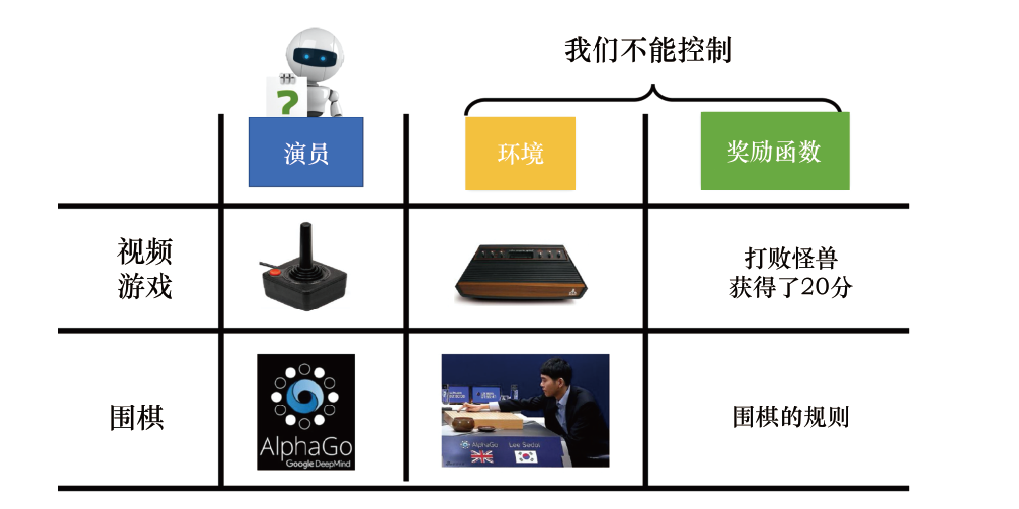 我们不能控制
?
演员
环境
奖励函数
视频
游戏
打败怪兽
获得了20分
围棋
AlphaGo
Google DeepMind
AlphaGo
Lee Sedol
围棋的规则